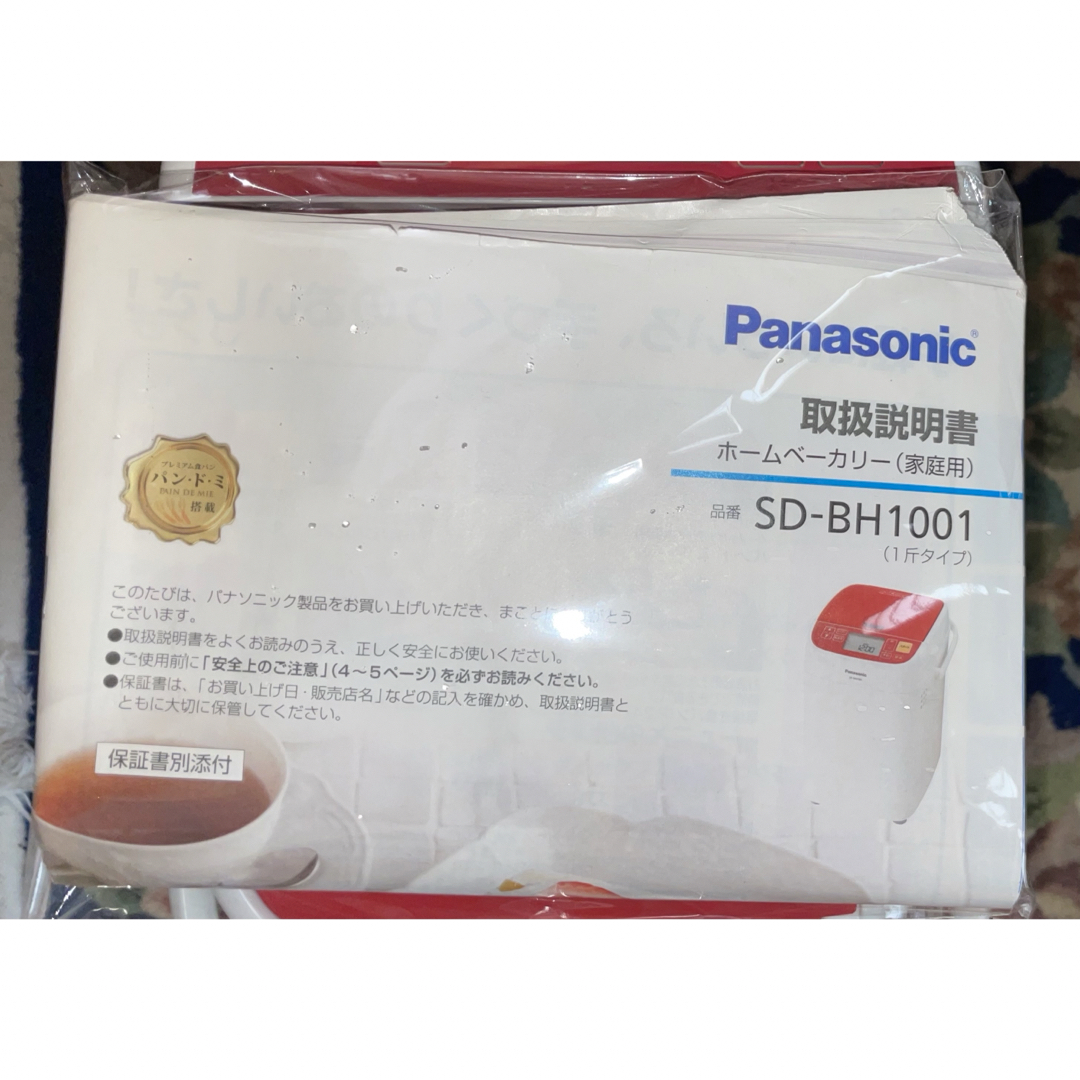 Panasonic®
取扱説明書
ホームベーカリー(家庭用)
品番 SD-BH1001
(1斤タイプ)
プレミアム食パン
パン・ド・ミ
PAIN DE MIE
搭載
このたびは、パナソニック製品をお買い上げいただき、まことに がとう
ございます。
●取扱説明書をよくお読みのうえ、正しく安全にお使いください。
●ご使用前に「安全上のご注意」(4~5ページ)を必ずお読みください。
●保証書は、「お買い上げ日・販売店名」などの記入を確かめ、取扱説明書と
ともに大切に保管してください。
保証書別添付
Panasonic